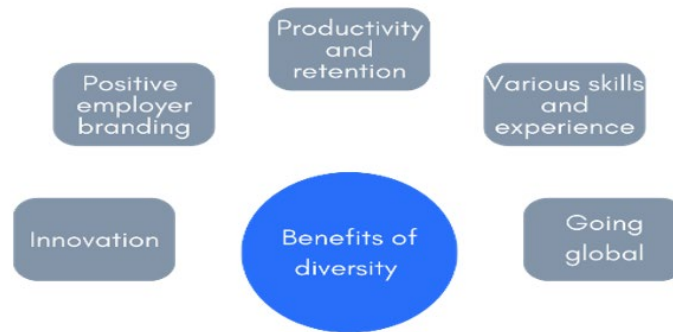 Productivity
and
retention
Positive
employer
branding
Various skills
and
experience
Innovation
Benefits of
diversity
Going
global